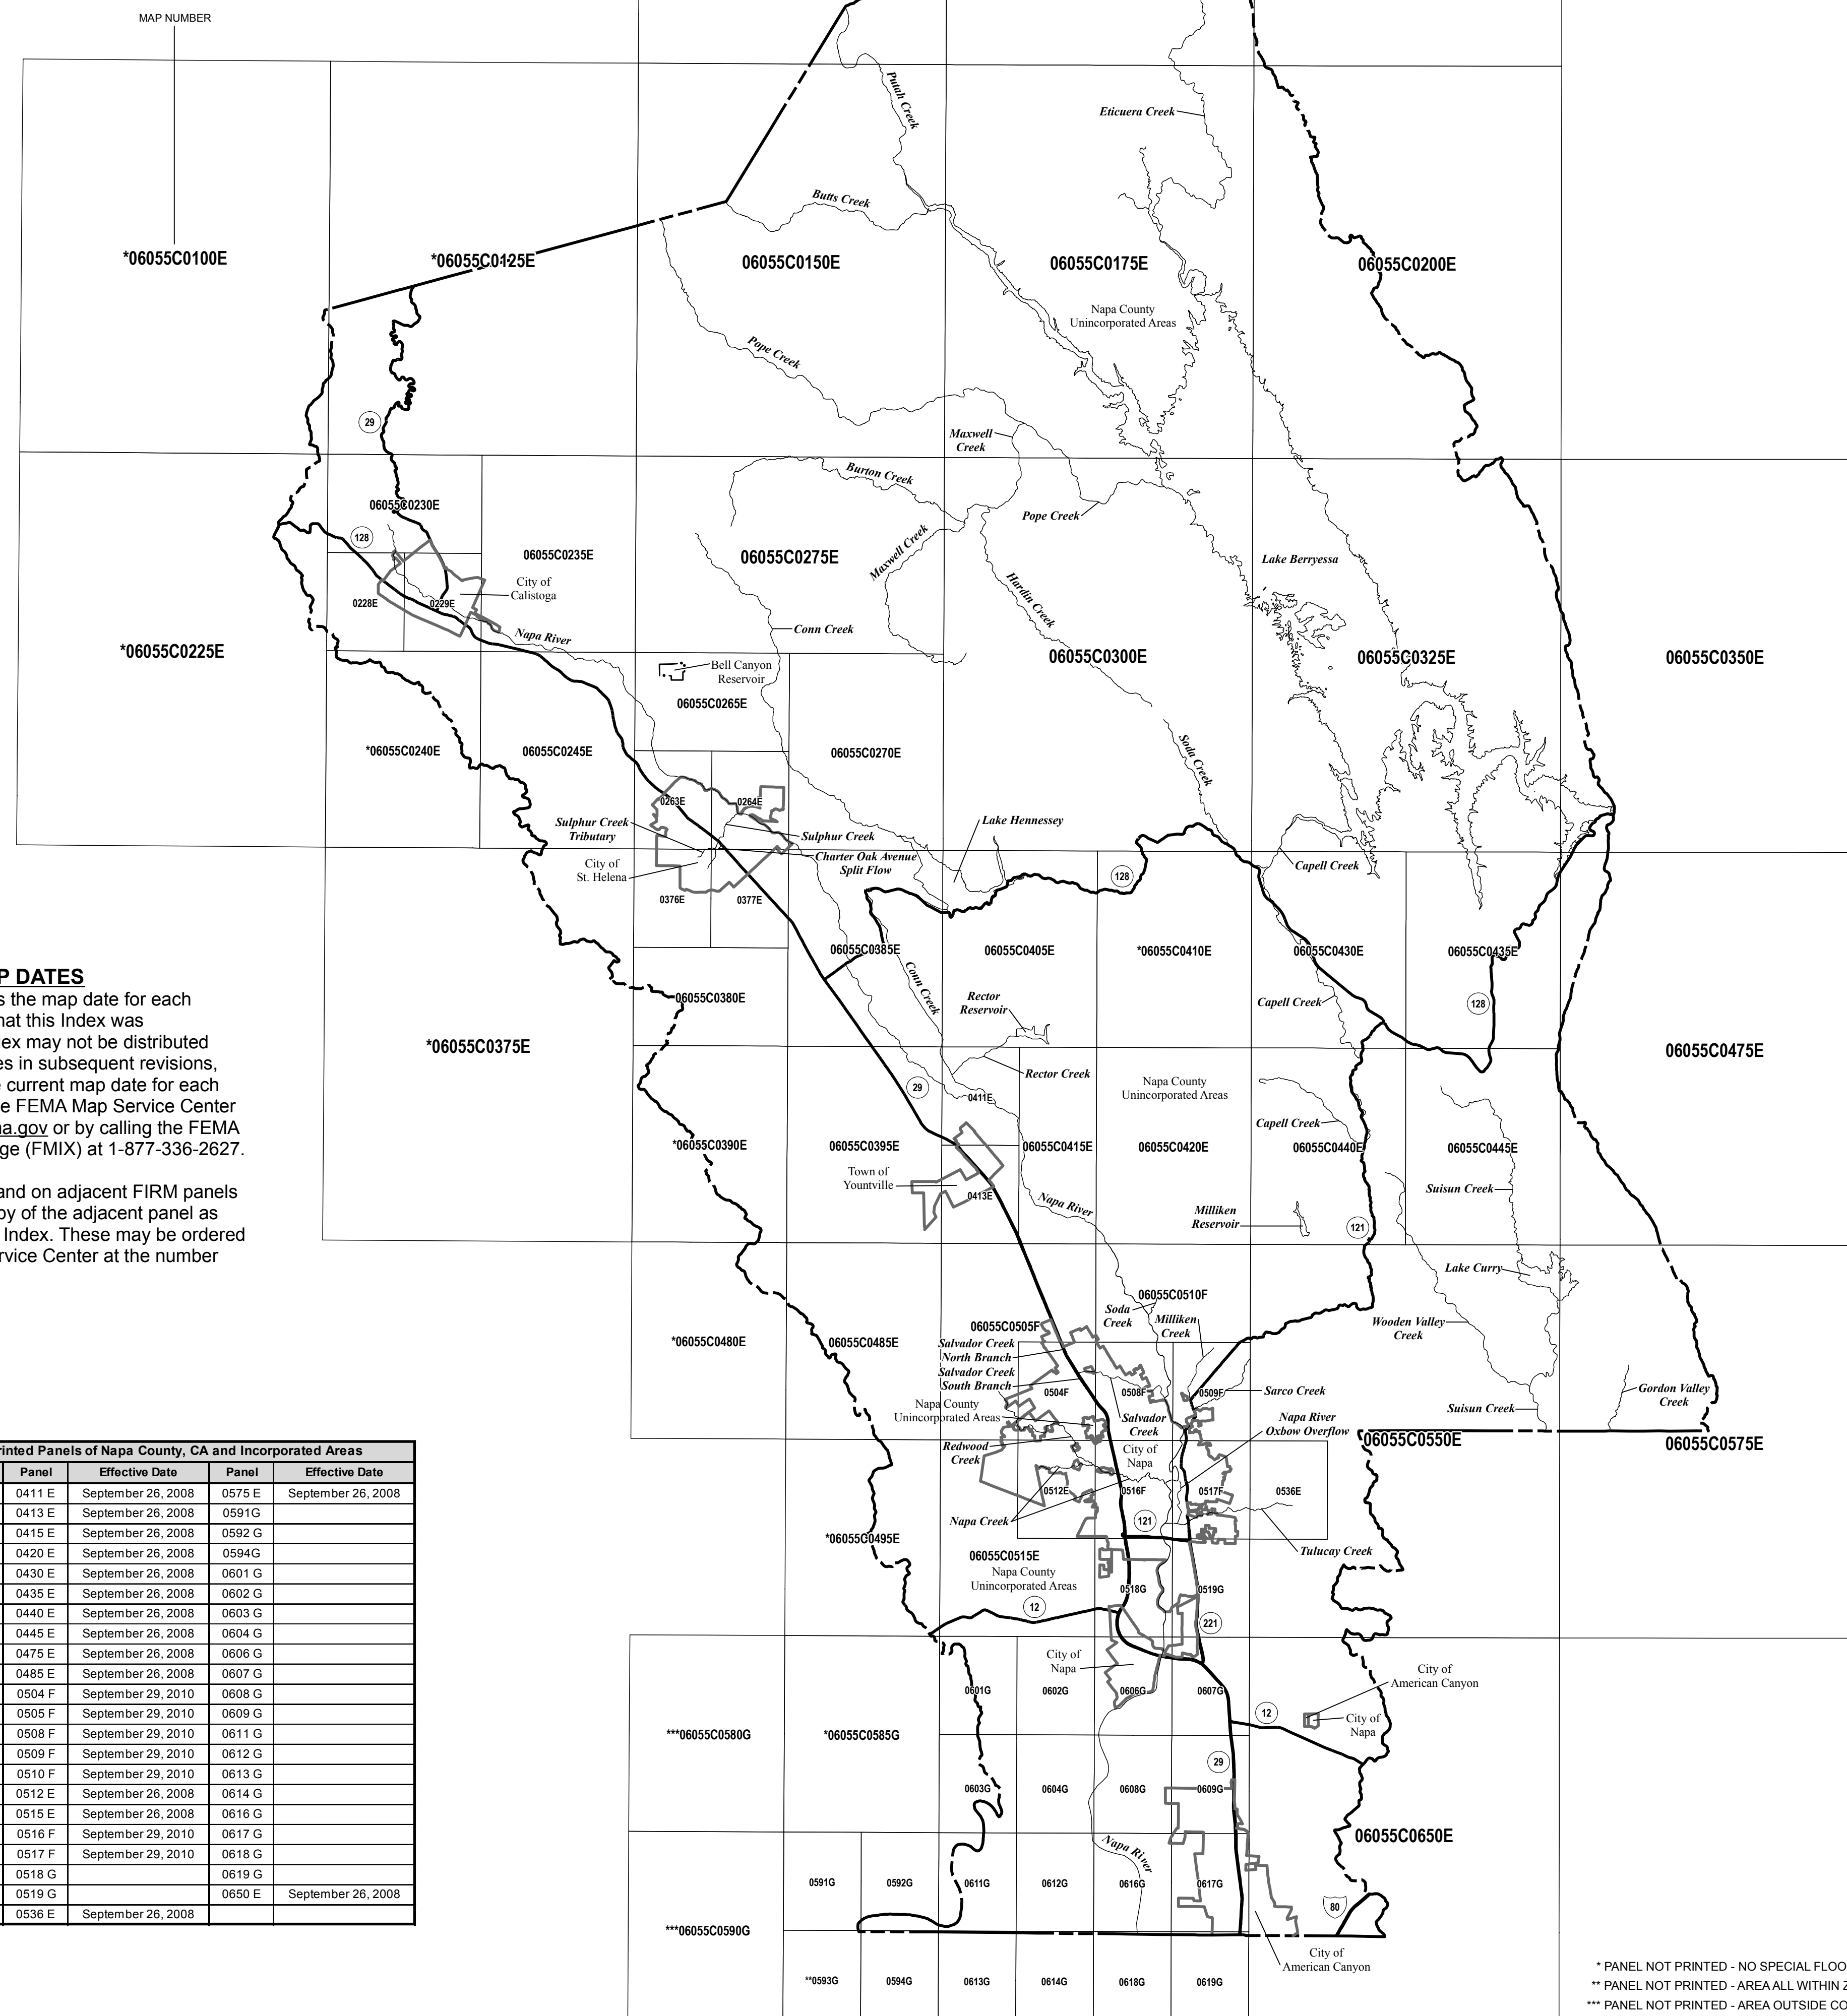 MAP NUMBER
Putah Creek
Eticuera Creek
Butts Creek
*06055C0100E
*06055C0125E
06055C0150E
06055C0175E
06055C0200E
Napa County
Unincorporated Areas
Pope Creek
29
Maxwell
Creek
Burton Creek
06055C0230E
Pope Creek
128
06055C0235E
06055C0275E
Maxwell Creek
Lake Berryessa
City of
Calistoga
0228E
0229E
Hardin Creek
Napa River
Conn Creek
*06055C0225E
06055C0300E
06055C0325E
06055C0350E
Bell Canyon
Reservoir
06055C0265E
*06055C0240E
06055C0245E
06055C0270E
Soda Creek
0263E
0264E
Sulphur Creek
Tributary
Sulphur Creek
Lake Hennessey
Charter Oak Avenue
Split Flow
City of
St. Helena
Capell Creek
128
0376E
0377E
06055C0385E
06055C0405E
*06055C0410E
06055C0430E
06055C0435E
Conn Creek
06055C0380E
Rector
Reservoir
Capell Creek
128
*06055C0375E
06055C0475E
Rector Creek
Napa County
Unincorporated Areas
29
0411E
Capell Creek
*06055C0390E
06055C0395E
06055C0415E
06055C0420E
06055C0440E
06055C0445E
Town of
Yountville
0413E
Napa River
Suisun Creek
Milliken
Reservoir
121
Lake Curry
06055C0510F
Soda
Creek
Milliken
Creek
Wooden Valley
Creek
*06055C0480E
06055C0485E
06055C0505F
Salvador Creek
North Branch
Salvador Creek
South Branch
0504F
0508F
0509F
Sarco Creek
Gordon Valley
Creek
Napa County
Unincorporated Areas
Salvador
Creek
Napa River
Oxbow Overflow
Suisun Creek
Redwood
Creek
City of
Napa
06055C0550E
06055C0575E
0512E
0516F
0517F
0536E
Napa Creek
121
*06055C0495E
Tulucay Creek
06055C0515E
Napa County
Unincorporated Areas
0518G
0519G
12
221
City of
Napa
City of
American Canyon
0601G
0602G
0606G
0607G
12
City of
Napa
***06055C0580G
*06055C0585G
29
0603G
0604G
0608G
0609G
06055C0650E
Napa River
0591G
0592G
0611G
0612G
0616G
0617G
80
***06055C0590G
City of
American Canyon
**0593G
0594G
0613G
0614G
0618G
0619G
P DATES
s the map date for each
hat this Index was
ex may not be distributed
es in subsequent revisions,
e current map date for each
e FEMA Map Service Center
na.gov or by calling the FEMA
ge (FMIX) at 1-877-336-2627.
and on adjacent FIRM panels
py of the adjacent panel as
Index. These may be ordered
rvice Center at the number
rinted Panels of Napa County, CA and Incorporated Areas
Panel Effective Date Panel Effective Date
0411 E September 26, 2008 0575 E September 26, 2008
0413 E September 26, 2008 0591G
0415 E September 26, 2008 0592 G
0420 E September 26, 2008 0594G
0430 E September 26, 2008 0601 G
0435 E September 26, 2008 0602 G
0440 E September 26, 2008 0603 G
0445 E September 26, 2008 0604 G
0475 E September 26, 2008 0606 G
0485 E September 26, 2008 0607 G
0504 F September 29, 2010 0608 G
0505 F September 29, 2010 0609 G
0508 F September 29, 2010 0611 G
0509 F September 29, 2010 0612 G
0510 F September 29, 2010 0613 G
0512 E September 26, 2008 0614 G
0515 E September 26, 2008 0616 G
0516 F September 29, 2010 0617 G
0517 F September 29, 2010 0618 G
0518 G 0619 G
0519 G 0650 E September 26, 2008
0536 E September 26, 2008
* PANEL NOT PRINTED - NO SPECIAL FLOO
** PANEL NOT PRINTED - AREA ALL WITHIN Z
*** PANEL NOT PRINTED - AREA OUTSIDE CO